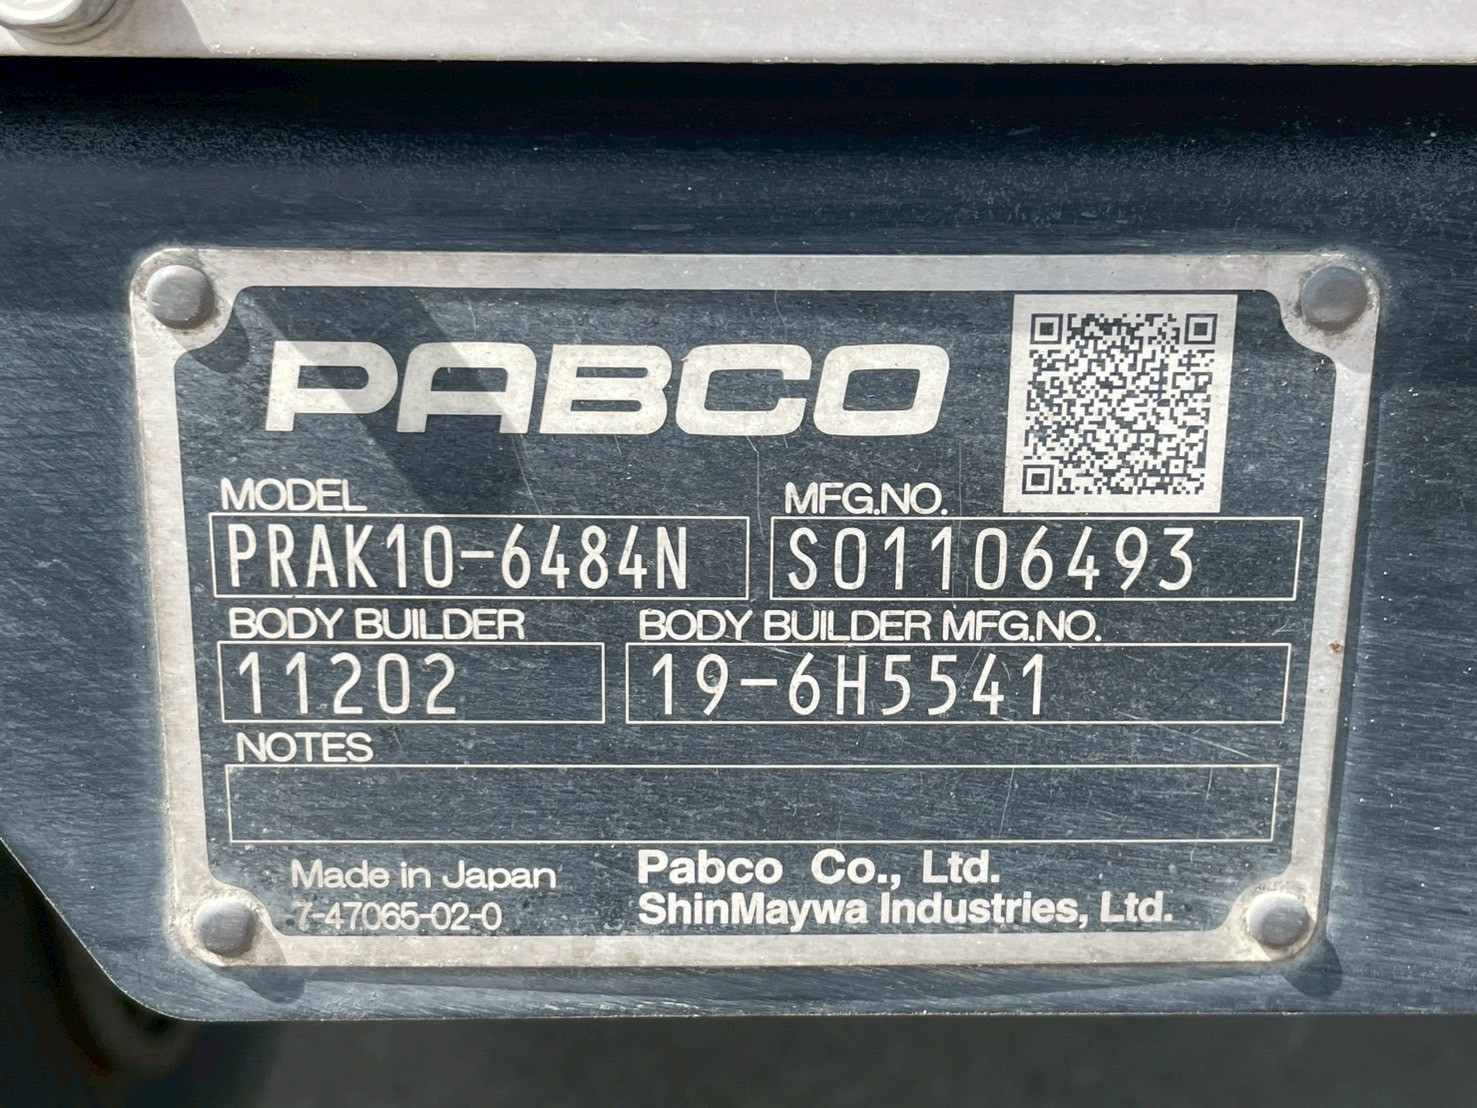 PABCO
MODEL MFG.NO.
PRAK10-6484N S01106493
BODY BUILDER BODY BUILDER MFG.NO.
11202 19-6H5541
NOTES
Made in Japan Pabco Co., Ltd.
7-47065-02-0 ShinMaywa Industries, Ltd.